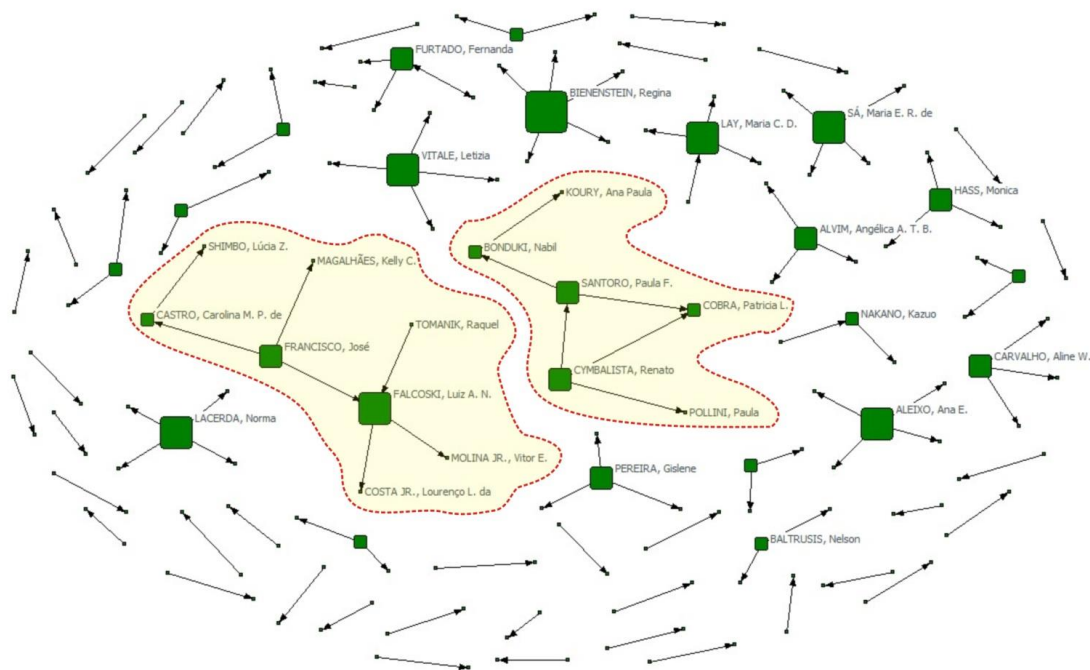 FURTADO, Fernanda
BIENENSTEIN, Regina
SÁ, Maria E. R. de
LAY, Maria C. D.
VITALE, Letizia
KOURY, Ana Paula
HASS, Monica
ALVIM, Angélica A. T. B.
SHIMBO, Lúcia Z.
BONDUKI, Nabil
MAGALHÃES, Kelly C.
SANTORO, Paula F.
COBRA, Patricia L.
CASTRO, Carolina M. P. de
NAKANO, Kazuo
TOMANIK, Raquel
FRANCISCO, José
CARVALHO, Aline W.
CYMBALISTA, Renato
FALCOSKI, Luiz A. N.
POLLINI, Paula
ALEIXO, Ana E.
LACERDA, Norma
MOLINA JR., Vitor E.
PEREIRA, Gislene
COSTA JR., Lourenço L. da
BALTRUSIS, Nelson